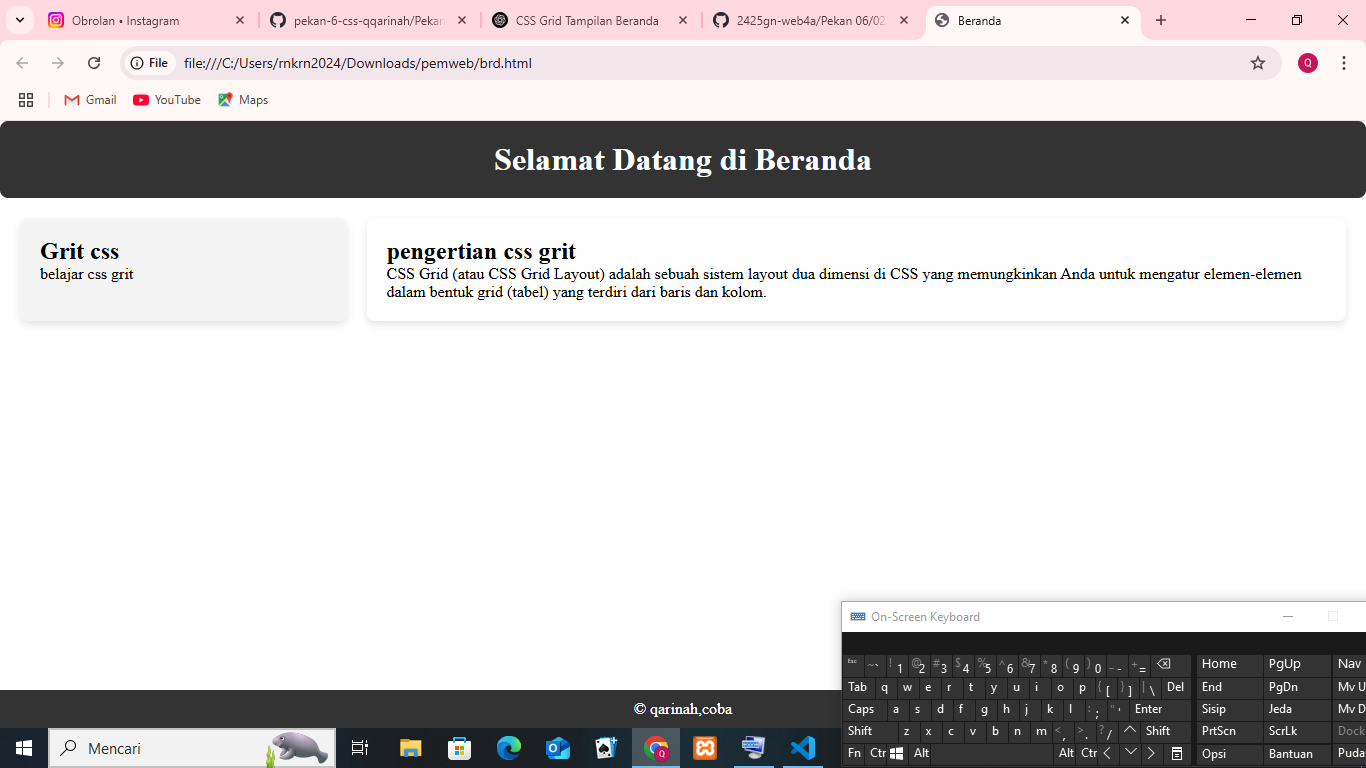 Obrolan • Instagram
pekan-6-css-qqarinah/Pekan
CSS Grid Tampilan Beranda
2425gn-web4a/Pekan 06/02
Beranda
File
file:///C:/Users/rnkrn2024/Downloads/pemweb/brd.html
Q
Gmail
YouTube
Maps
Selamat Datang di Beranda
Grit css
belajar css grit
pengertian css grit
CSS Grid (atau CSS Grid Layout) adalah sebuah sistem layout dua dimensi di CSS yang memungkinkan Anda untuk mengatur elemen-elemen
dalam bentuk grid (tabel) yang terdiri dari baris dan kolom.
© qarinah,coba
On-Screen Keyboard
Esc ~ ` ! 1 @ 2 # 3 $ 4 % 5 ^ 6 & 7 * 8 ( 9 ) 0 _ - + = Home PgUp Nav
Tab q w e r t y u i o p { [ } ] | \ Del End PgDn Mv U
Caps a s d f g h j k l : ; " ' Enter Sisip Jeda Mv D
Shift z x c v b n m < , > . ? / Shift PrtScn ScrLk Dock
Fn Ctr Alt Alt Ctr Opsi Bantuan Puda
Mencari